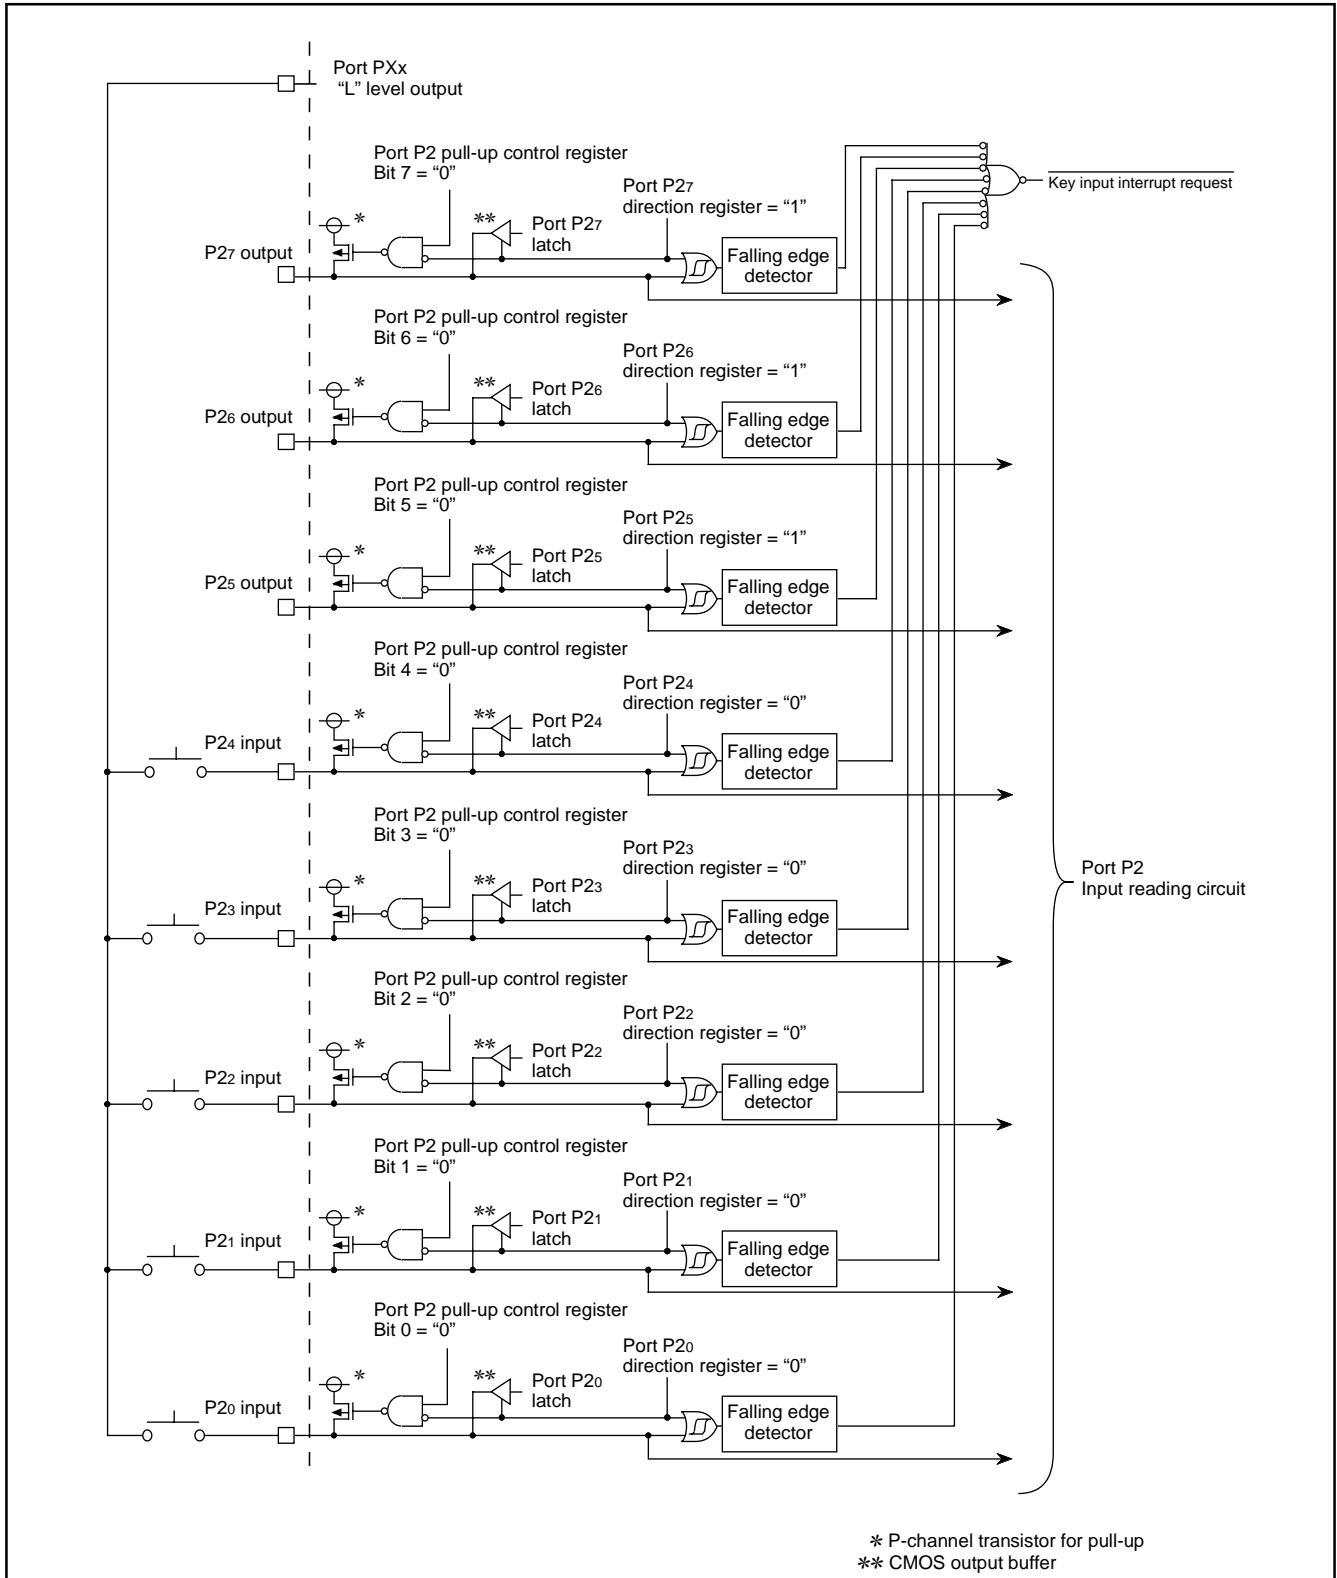 Port PXx
“L” level output
Port P2 pull-up control register
Bit 7 = “0”
Port P27
direction register = “1”
Key input interrupt request
*
**
Port P27
latch
P27 output
Falling edge
detector
Port P2 pull-up control register
Bit 6 = “0”
Port P26
direction register = “1”
*
**
Port P26
latch
P26 output
Falling edge
detector
Port P2 pull-up control register
Bit 5 = “0”
Port P25
direction register = “1”
*
**
Port P25
latch
P25 output
Falling edge
detector
Port P2 pull-up control register
Bit 4 = “0”
Port P24
direction register = “0”
*
**
Port P24
latch
P24 input
Falling edge
detector
Port P2 pull-up control register
Bit 3 = “0”
Port P23
direction register = “0”
*
**
Port P23
latch
P23 input
Falling edge
detector
Port P2
Input reading circuit
Port P2 pull-up control register
Bit 2 = “0”
Port P22
direction register = “0”
*
**
Port P22
latch
P22 input
Falling edge
detector
Port P2 pull-up control register
Bit 1 = “0”
Port P21
direction register = “0”
*
**
Port P21
latch
P21 input
Falling edge
detector
Port P2 pull-up control register
Bit 0 = “0”
Port P20
direction register = “0”
*
**
Port P20
latch
P20 input
Falling edge
detector
* P-channel transistor for pull-up
** CMOS output buffer